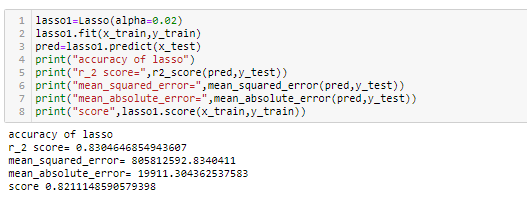 1 lasso1=Lasso(alpha=0.02)
2 lasso1.fit(x_train,y_train)
3 pred=lasso1.predict(x_test)
4 print("accuracy of lasso")
5 print("r_2 score=",r2_score(pred,y_test))
6 print("mean_squared_error=",mean_squared_error(pred,y_test))
7 print("mean_absolute_error=",mean_absolute_error(pred,y_test))
8 print("score",lasso1.score(x_train,y_train))
accuracy of lasso
r_2 score= 0.8304646854943607
mean_squared_error= 805812592.8340411
mean_absolute_error= 19911.304362537583
score 0.8211148590579398